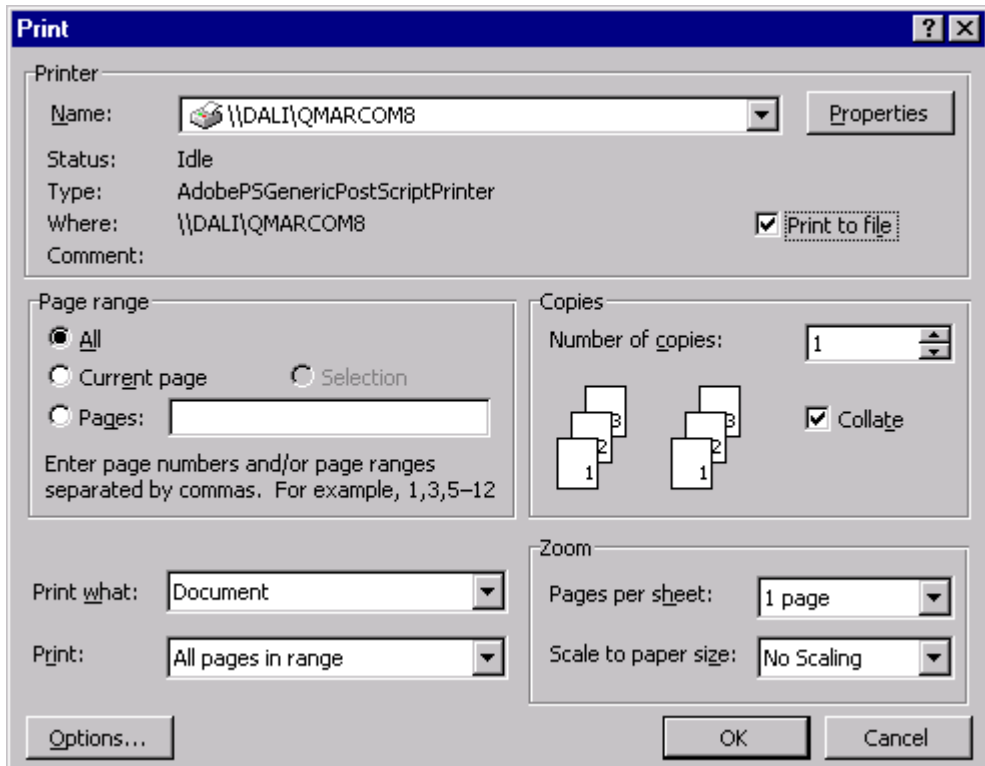 Print
Printer
Name: \\DALI\QMARCOM8 Properties
Status: Idle
Type: AdobePSGenericPostScriptPrinter
Where: \\DALI\QMARCOM8 Print to file
Comment:
Page range
All
Current page Selection
Pages:
Enter page numbers and/or page ranges
separated by commas. For example, 1,3,5–12
Copies
Number of copies: 1
3 3
2 2
1 1
Collate
Print what: Document
Print: All pages in range
Zoom
Pages per sheet: 1 page
Scale to paper size: No Scaling
Options... OK Cancel